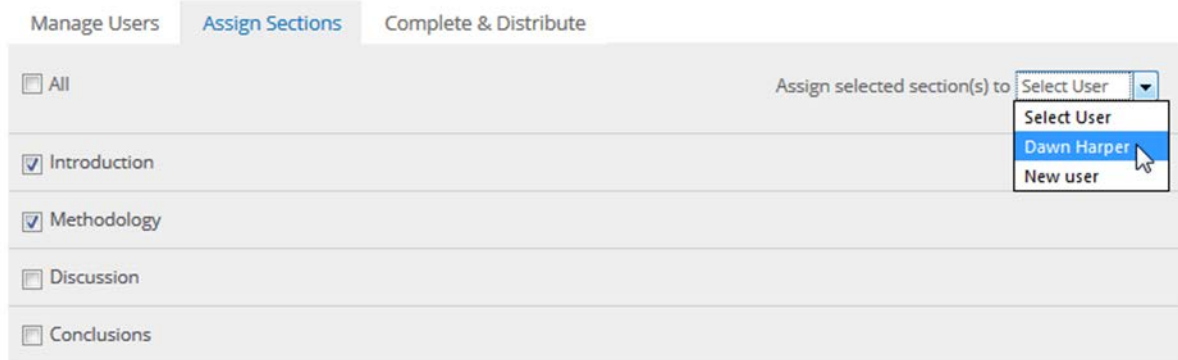 Manage Users Assign Sections Complete & Distribute
All Assign selected section(s) to Select User
Select User
Dawn Harper
New user
Introduction
Methodology
Discussion
Conclusions